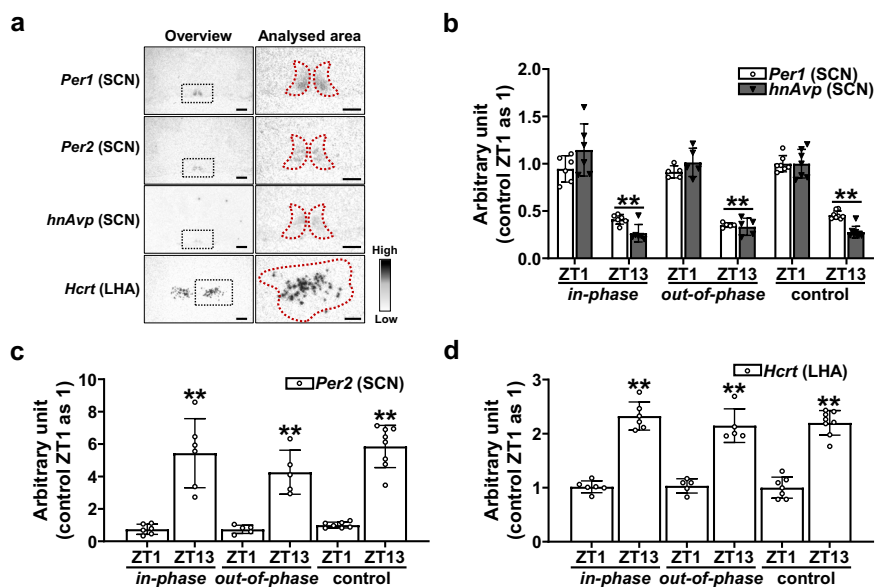 a
Overview Analysed area
Per1 (SCN)
Per2 (SCN)
hnAvp (SCN)
Hcrt (LHA)
High
Low
b
Arbitrary unit
(control ZT1 as 1)
2.0
1.5
1.0
0.5
0.0
Per1 (SCN)
hnAvp (SCN)
** ** **
ZT1 ZT13 ZT1 ZT13 ZT1 ZT13
in-phase out-of-phase control
c
Arbitrary unit
(control ZT1 as 1)
10
8
6
4
2
0
Per2 (SCN)
** ** **
ZT1 ZT13 ZT1 ZT13 ZT1 ZT13
in-phase out-of-phase control
d
Arbitrary unit
(control ZT1 as 1)
3
2
1
0
Hcrt (LHA)
** ** **
ZT1 ZT13 ZT1 ZT13 ZT1 ZT13
in-phase out-of-phase control